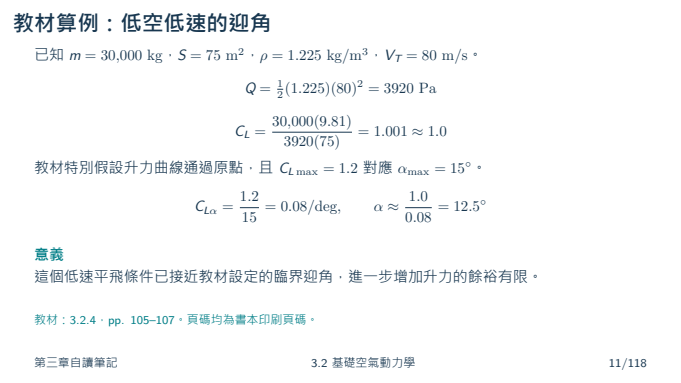 教材算例：低空低速的迎角
已知 m = 30,000 kg，S = 75 m²，ρ = 1.225 kg/m³，V_T = 80 m/s。
Q = ½(1.225)(80)² = 3920 Pa
C_L = 30,000(9.81) / 3920(75) = 1.001 ≈ 1.0
教材特別假設升力曲線通過原點，且 C_{L max} = 1.2 對應 α_max = 15°。
C_{Lα} = 1.2/15 = 0.08/deg, α ≈ 1.0/0.08 = 12.5°
意義
這個低速平飛條件已接近教材設定的臨界迎角，進一步增加升力的餘裕有限。
教材：3.2.4，pp. 105–107。頁碼均為書本印刷頁碼。
第三章自讀筆記 3.2 基礎空氣動力學 11/118